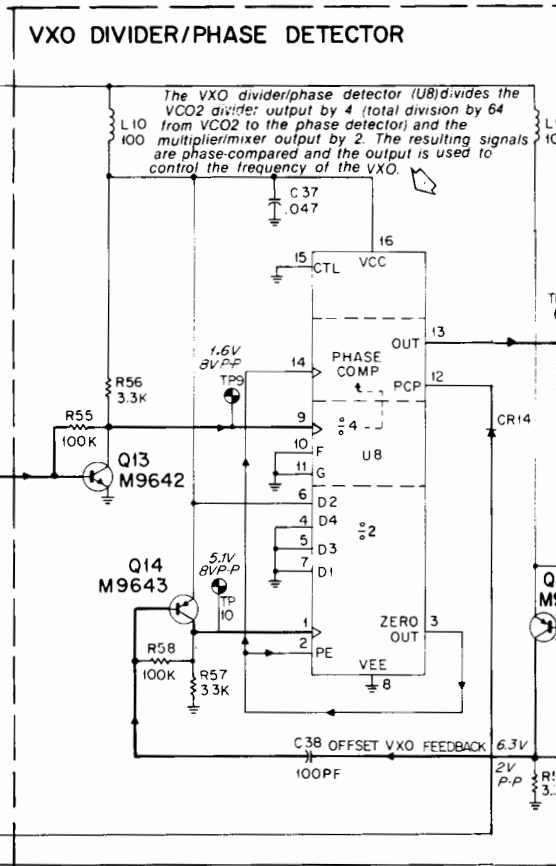 VXO DIVIDER/PHASE DETECTOR
The VXO divider/phase detector (U8) divides the
VCO2 divider output by 4 (total division by 64
from VCO2 to the phase detector) and the
multiplier/mixer output by 2. The resulting signals
are phase-compared and the output is used to
control the frequency of the VXO.
L10
100
L
10
C37
.047
16
VCC
15
CTL
T
OUT
13
1.6V
8V P-P
TP9
14
PHASE
COMP
PCP
12
R56
3.3K
R55
100K
9
÷4
CR14
10
F
U8
11
G
Q13
M9642
6
D2
4
D4
÷2
5
D3
7
D1
Q14
M9643
5.1V
8V P-P
TP
10
Q
M9
1
ZERO
OUT
3
2
PE
R58
100K
R57
3.3K
VEE
8
C38
100PF
OFFSET VXO FEEDBACK
6.3V
2V
P-P
R5
3.3